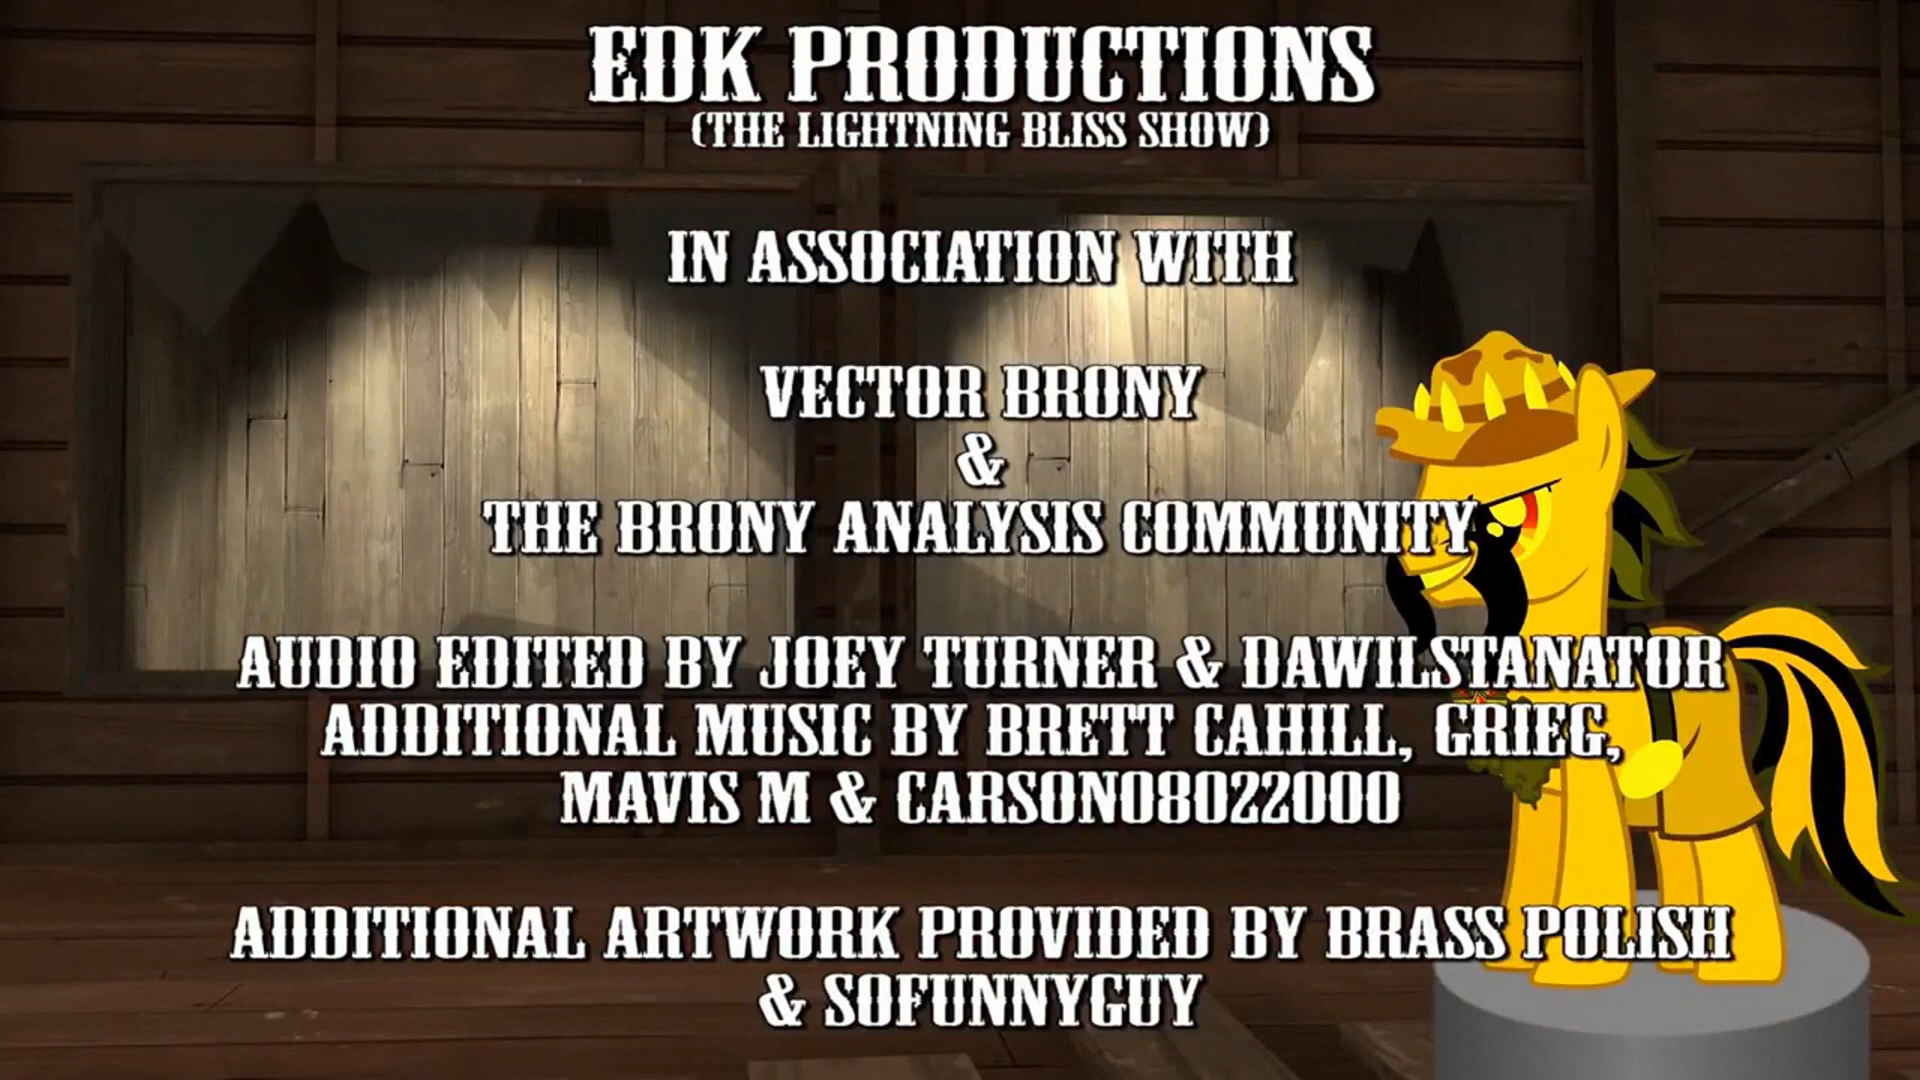 EDK PRODUCTIONS
(THE LIGHTNING BLISS SHOW)
IN ASSOCIATION WITH
VECTOR BRONY
&
THE BRONY ANALYSIS COMMUNITY
AUDIO EDITED BY JOEY TURNER & DAWILSTANATOR
ADDITIONAL MUSIC BY BRETT CAHILL, GRIEG,
MAVIS M & CARSON08022000
ADDITIONAL ARTWORK PROVIDED BY BRASS POLISH
& SOFUNNYGUY